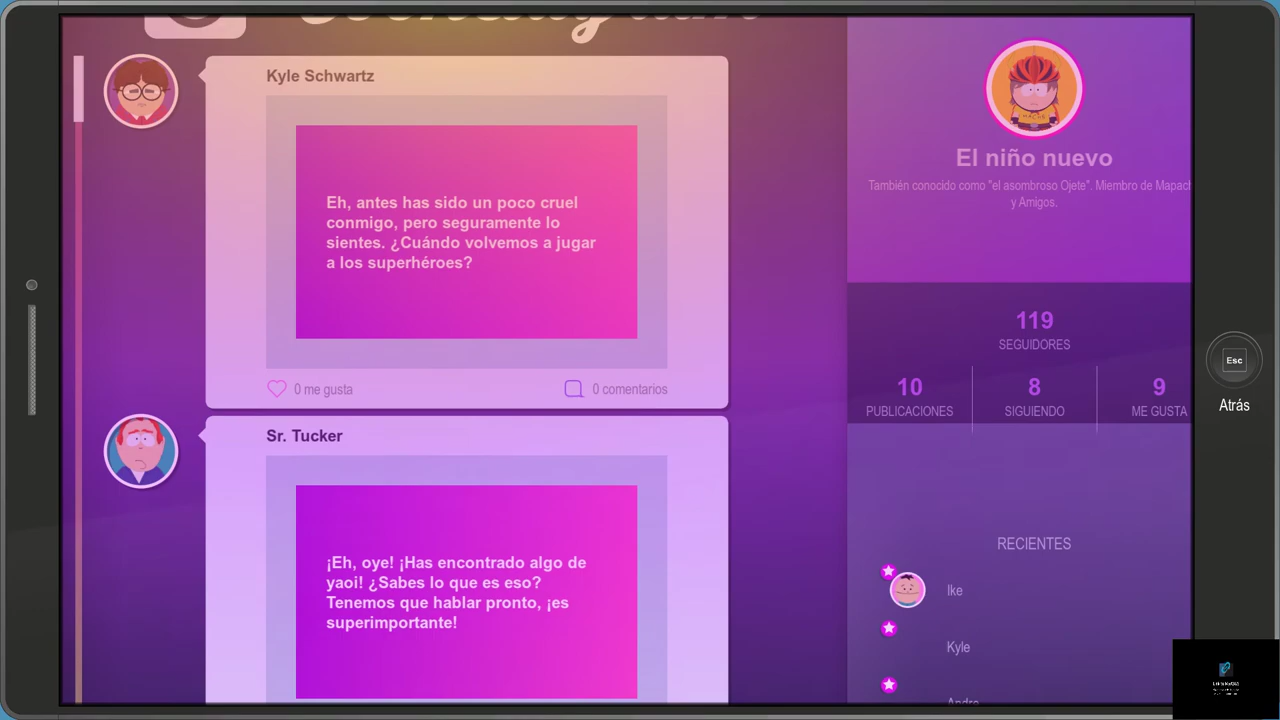 Kyle Schwartz
Eh, antes has sido un poco cruel
conmigo, pero seguramente lo
sientes. ¿Cuándo volvemos a jugar
a los superhéroes?
0 me gusta
0 comentarios
Sr. Tucker
¡Eh, oye! ¡Has encontrado algo de
yaoi! ¿Sabes lo que es eso?
Tenemos que hablar pronto, ¡es
superimportante!
El niño nuevo
También conocido como "el asombroso Ojete". Miembro de Mapach
y Amigos.
119
SEGUIDORES
10
PUBLICACIONES
8
SIGUIENDO
9
ME GUSTA
RECIENTES
Ike
Kyle
Esc
Atrás